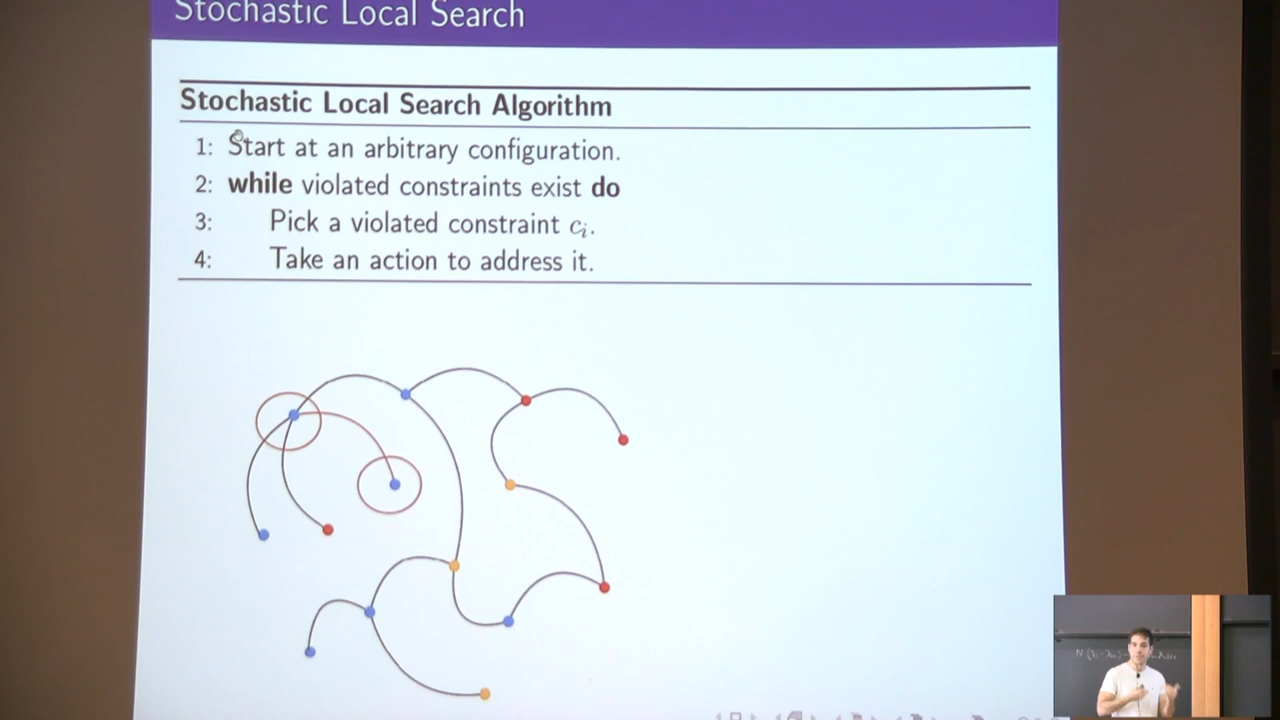 Stochastic Local Search
Stochastic Local Search Algorithm
1: Start at an arbitrary configuration.
2: while violated constraints exist do
3: Pick a violated constraint cᵢ.
4: Take an action to address it.